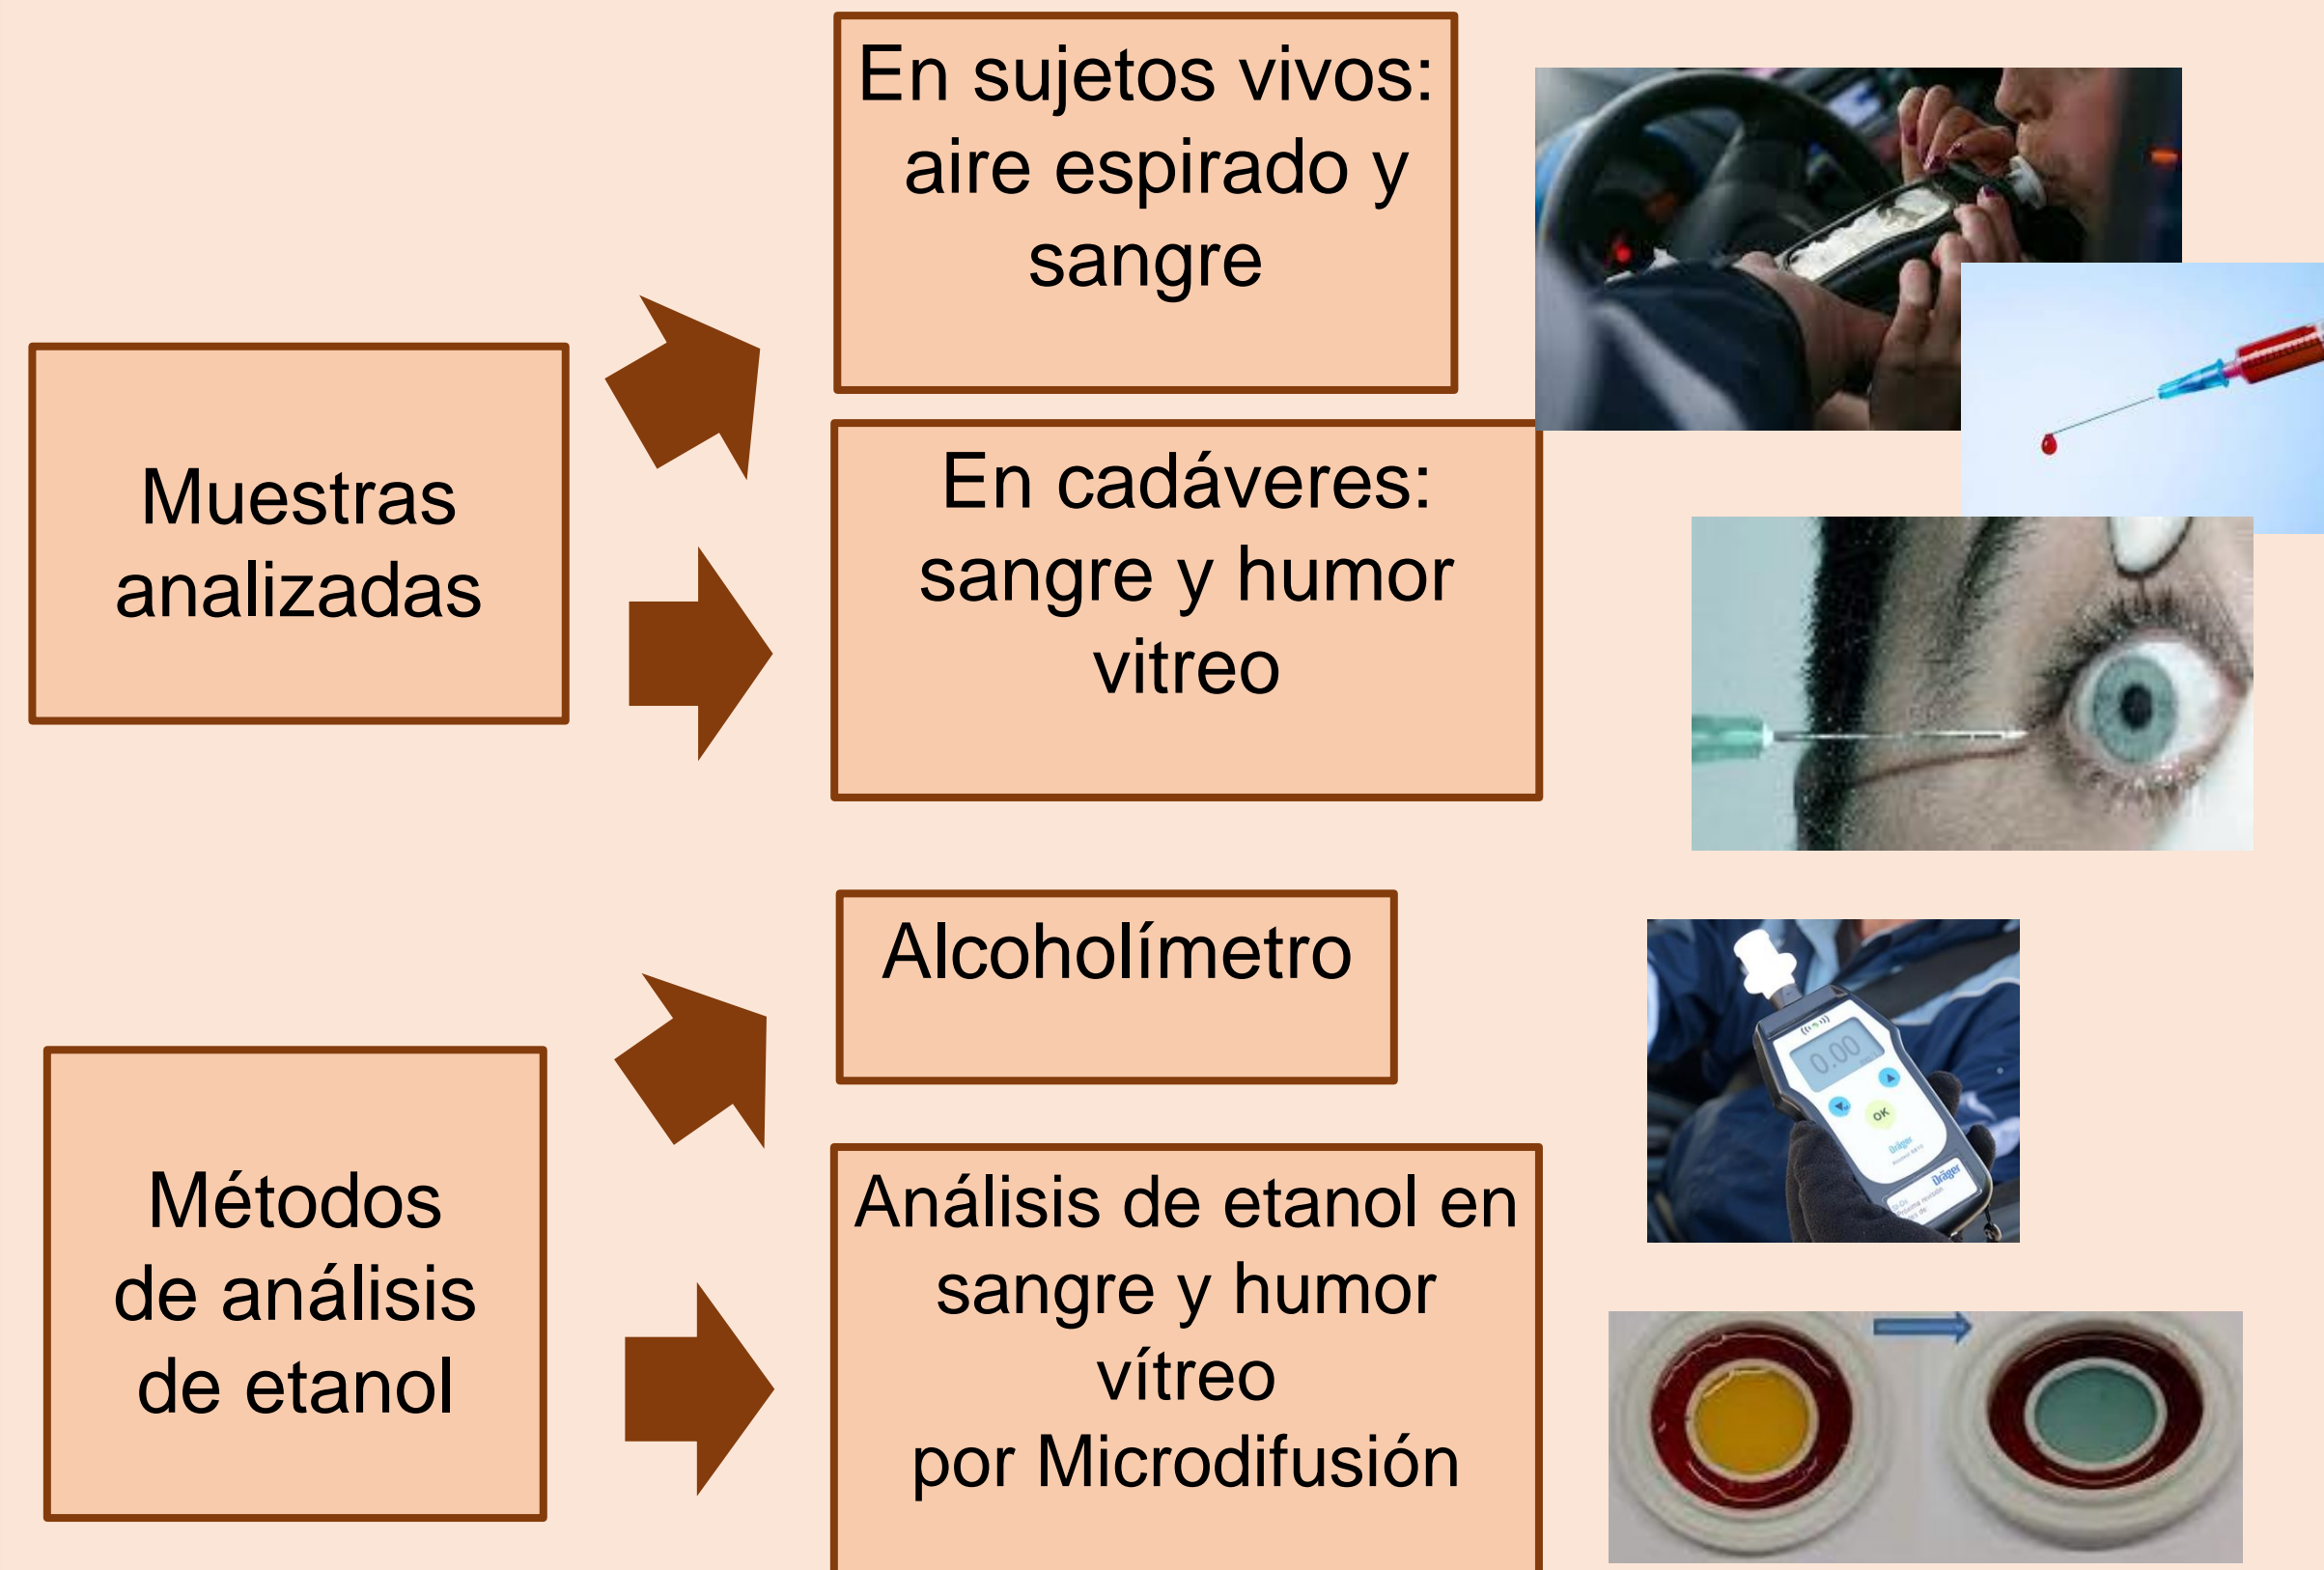 En sujetos vivos:
aire espirado y
sangre
Muestras
analizadas
En cadáveres:
sangre y humor
vitreo
Alcoholímetro
Métodos
de análisis
de etanol
Análisis de etanol en
sangre y humor
vítreo
por Microdifusión
0.00
OK
Dräger
Dräger